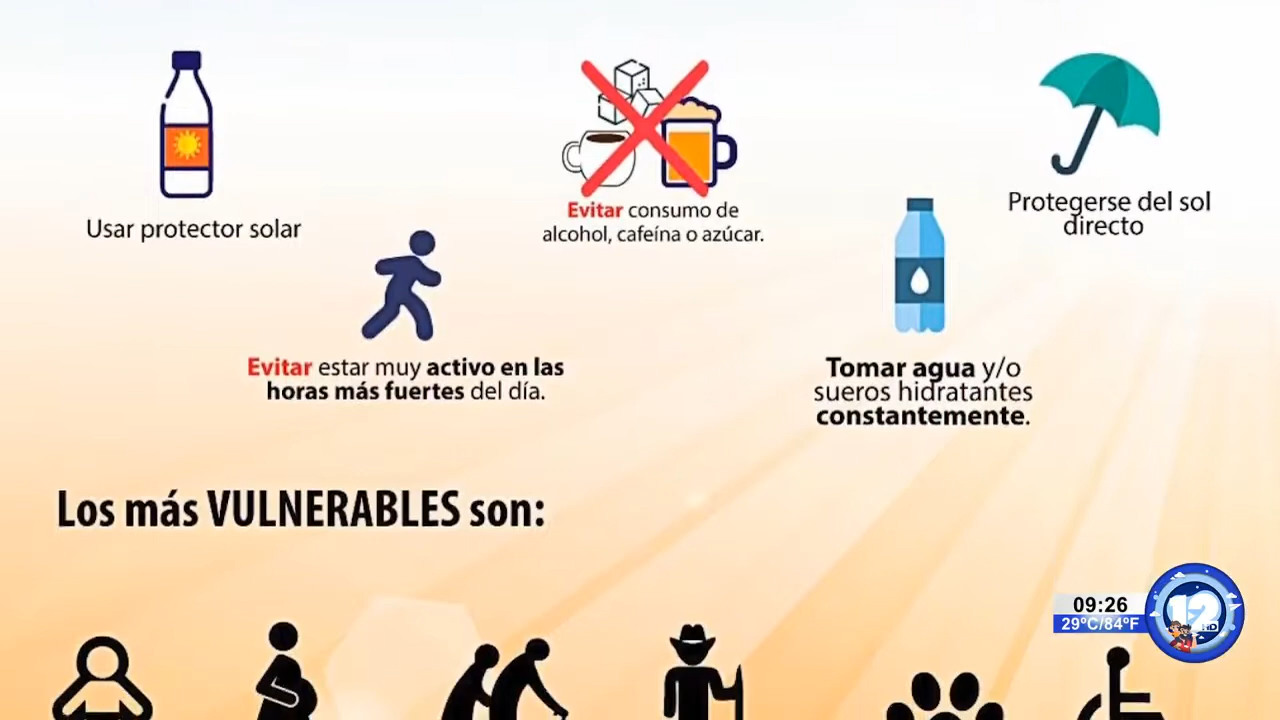 Usar protector solar
Evitar consumo de
alcohol, cafeína o azúcar.
Protegerse del sol
directo
Evitar estar muy activo en las
horas más fuertes del día.
Tomar agua y/o
sueros hidratantes
constantemente.
Los más VULNERABLES son:
09:26
29°C/84°F
12
HD